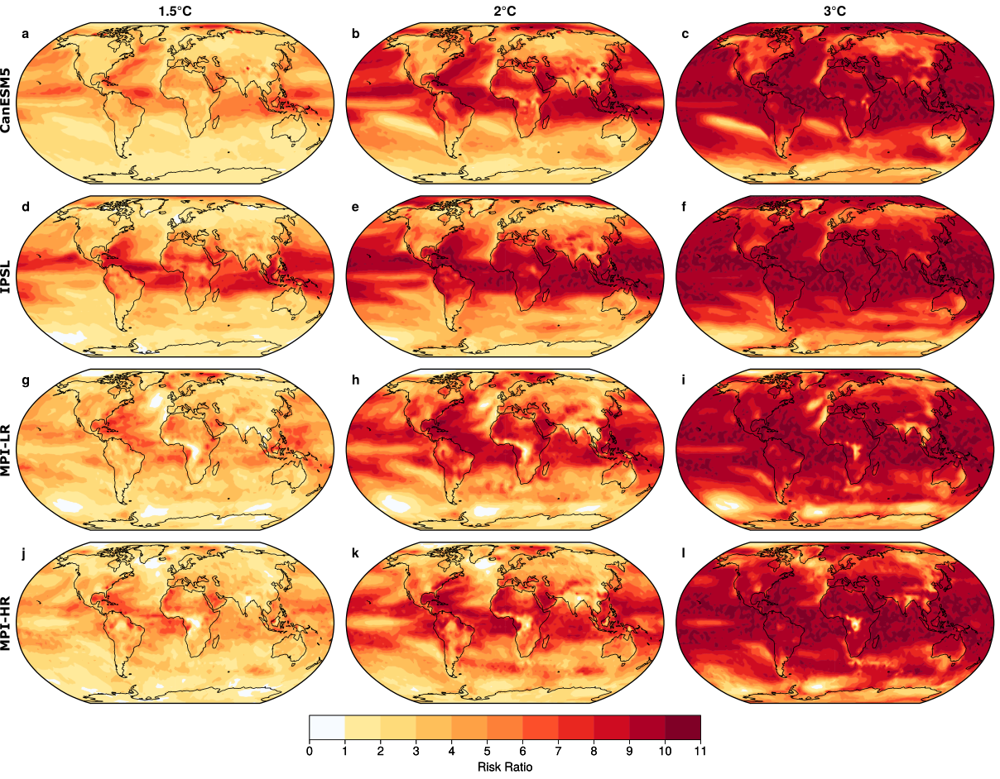 1.5°C 2°C 3°C
CanESM5
a b c
IPSL
d e f
MPI-LR
g h i
MPI-HR
j k l
0 1 2 3 4 5 6 7 8 9 10 11
Risk Ratio